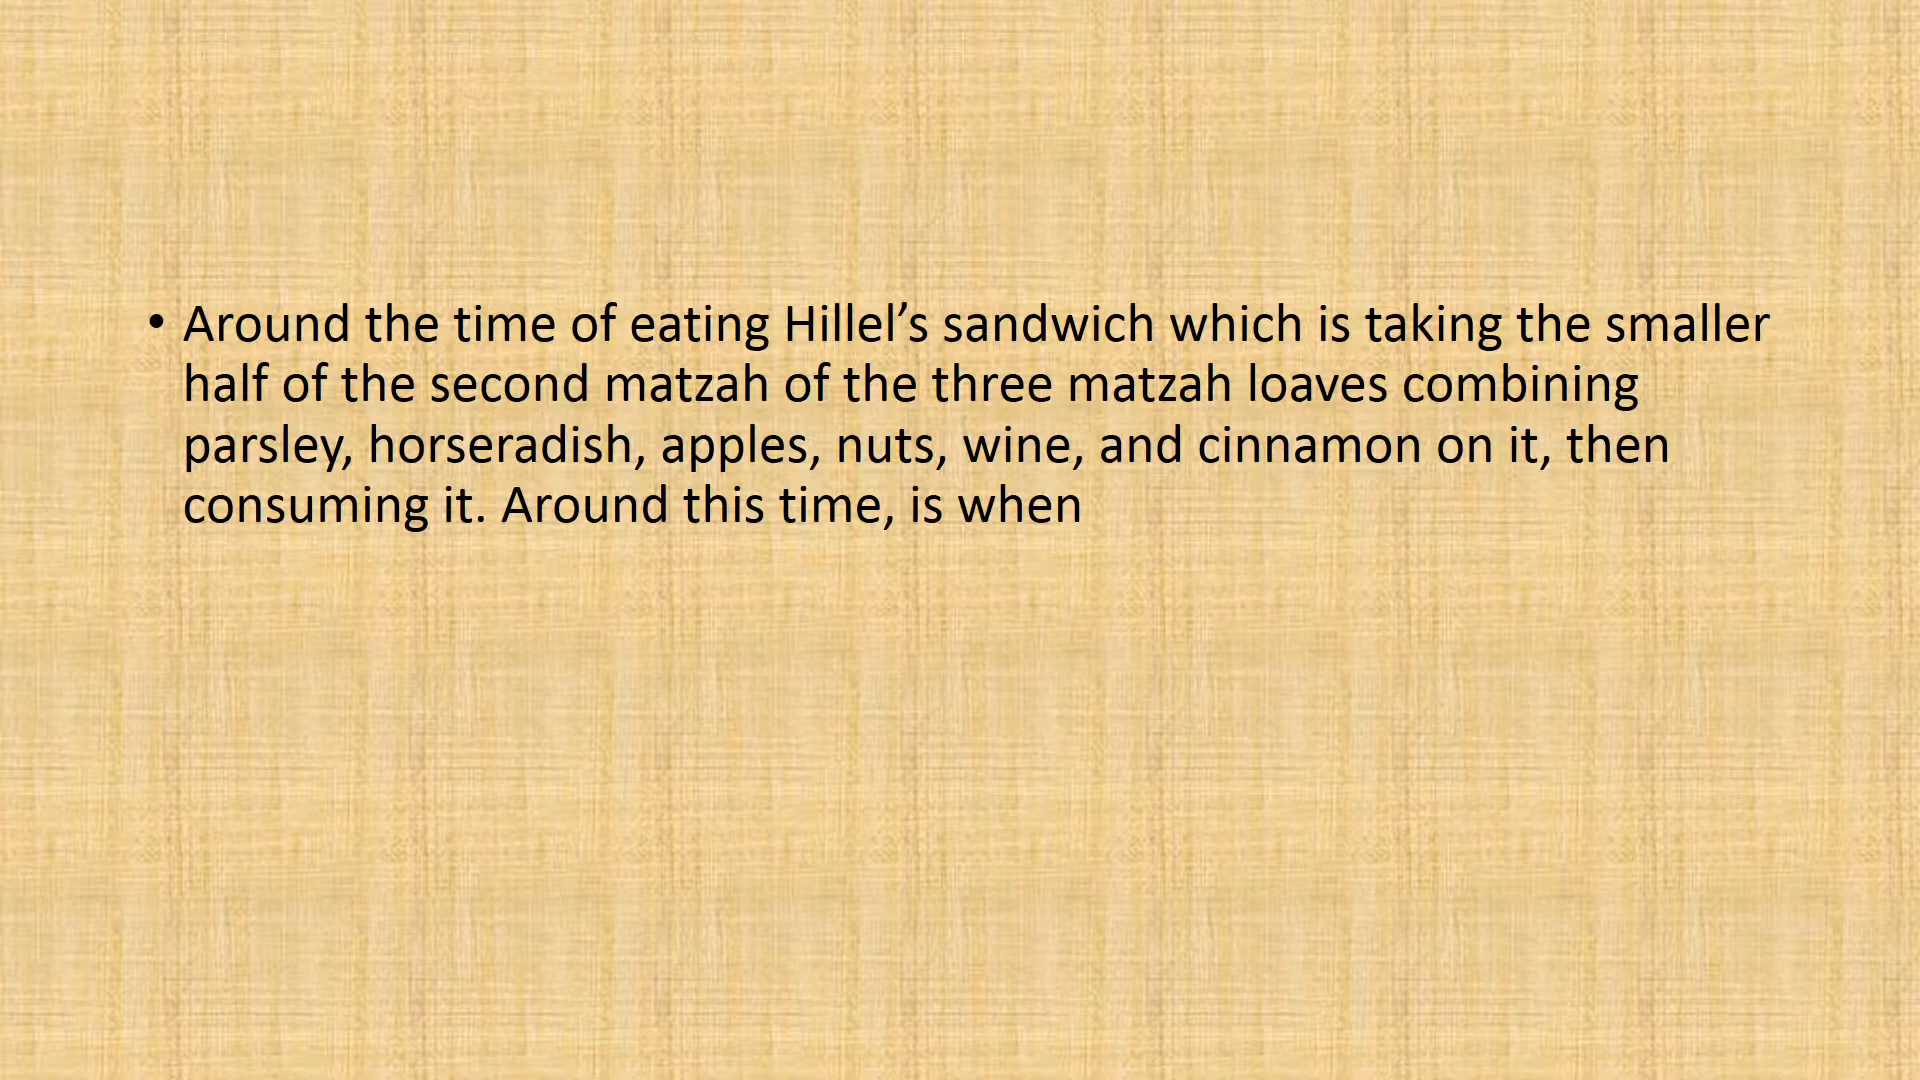 • Around the time of eating Hillel’s sandwich which is taking the smaller
half of the second matzah of the three matzah loaves combining
parsley, horseradish, apples, nuts, wine, and cinnamon on it, then
consuming it. Around this time, is when